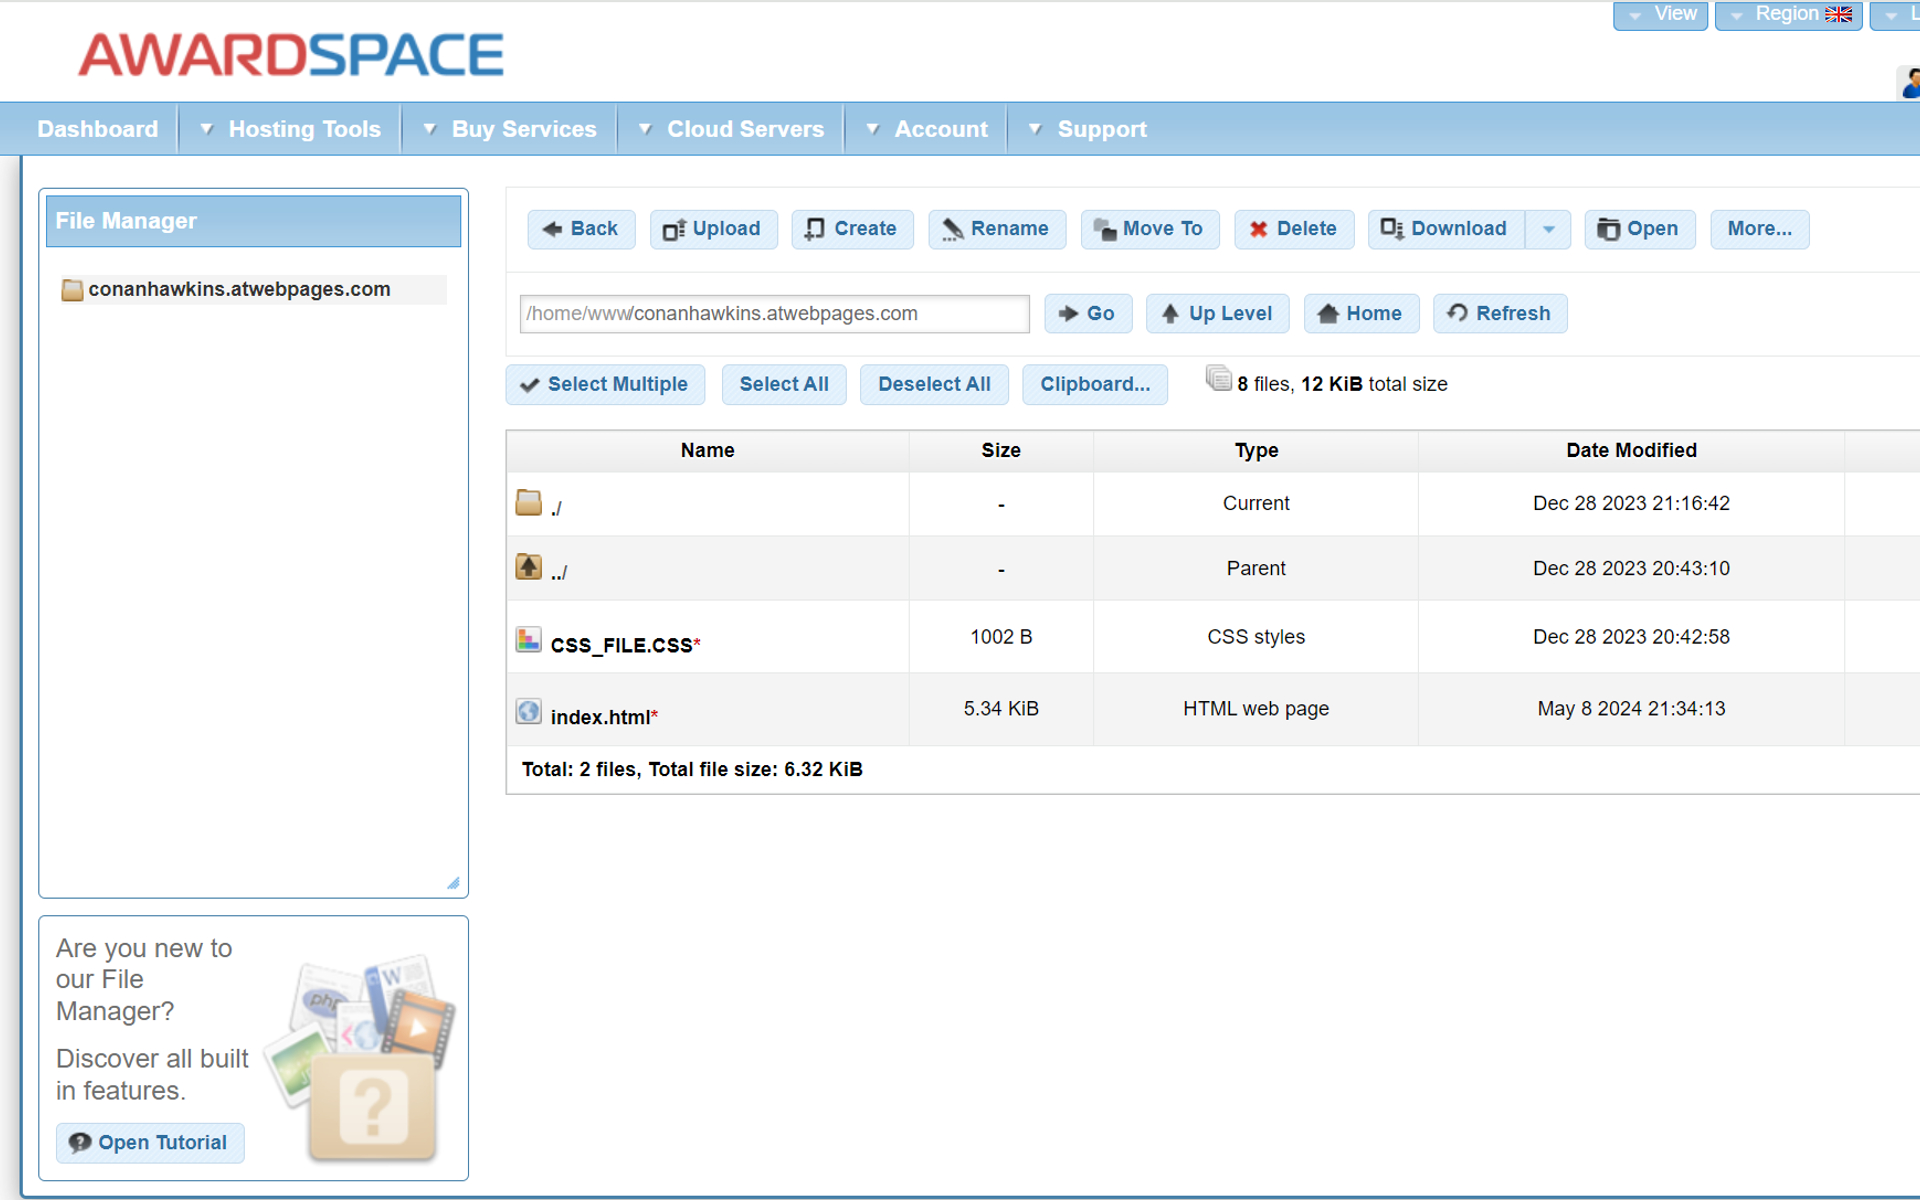 View Region L
AWARDSPACE
Dashboard Hosting Tools Buy Services Cloud Servers Account Support
File Manager
conanhawkins.atwebpages.com
Back Upload Create Rename Move To Delete Download Open More...
/home/www/conanhawkins.atwebpages.com Go Up Level Home Refresh
Select Multiple Select All Deselect All Clipboard... 8 files, 12 KiB total size
Name Size Type Date Modified
./ - Current Dec 28 2023 21:16:42
../ - Parent Dec 28 2023 20:43:10
CSS_FILE.CSS* 1002 B CSS styles Dec 28 2023 20:42:58
index.html* 5.34 KiB HTML web page May 8 2024 21:34:13
Total: 2 files, Total file size: 6.32 KiB
Are you new to
our File
Manager?
Discover all built
in features.
Open Tutorial
php
W
?